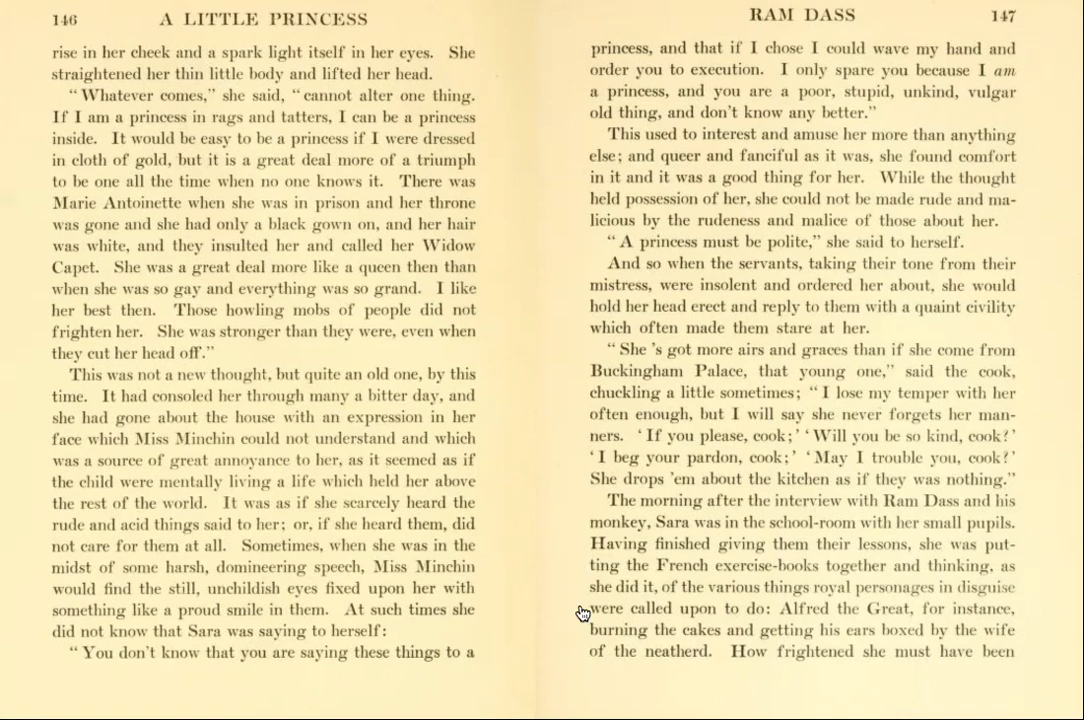 146 A LITTLE PRINCESS
rise in her cheek and a spark light itself in her eyes. She
straightened her thin little body and lifted her head.
“Whatever comes,” she said, “cannot alter one thing.
If I am a princess in rags and tatters, I can be a princess
inside. It would be easy to be a princess if I were dressed
in cloth of gold, but it is a great deal more of a triumph
to be one all the time when no one knows it. There was
Marie Antoinette when she was in prison and her throne
was gone and she had only a black gown on, and her hair
was white, and they insulted her and called her Widow
Capet. She was a great deal more like a queen then than
when she was so gay and everything was so grand. I like
her best then. Those howling mobs of people did not
frighten her. She was stronger than they were, even when
they cut her head off.”
This was not a new thought, but quite an old one, by this
time. It had consoled her through many a bitter day, and
she had gone about the house with an expression in her
face which Miss Minchin could not understand and which
was a source of great annoyance to her, as it seemed as if
the child were mentally living a life which held her above
the rest of the world. It was as if she scarcely heard the
rude and acid things said to her; or, if she heard them, did
not care for them at all. Sometimes, when she was in the
midst of some harsh, domineering speech, Miss Minchin
would find the still, unchildish eyes fixed upon her with
something like a proud smile in them. At such times she
did not know that Sara was saying to herself:
“You don’t know that you are saying these things to a
RAM DASS 147
princess, and that if I chose I could wave my hand and
order you to execution. I only spare you because I am
a princess, and you are a poor, stupid, unkind, vulgar
old thing, and don’t know any better.”
This used to interest and amuse her more than anything
else; and queer and fanciful as it was, she found comfort
in it and it was a good thing for her. While the thought
held possession of her, she could not be made rude and ma-
licious by the rudeness and malice of those about her.
“A princess must be polite,” she said to herself.
And so when the servants, taking their tone from their
mistress, were insolent and ordered her about, she would
hold her head erect and reply to them with a quaint civility
which often made them stare at her.
“She ’s got more airs and graces than if she come from
Buckingham Palace, that young one,” said the cook,
chuckling a little sometimes; “I lose my temper with her
often enough, but I will say she never forgets her man-
ners. ‘If you please, cook;’ ‘Will you be so kind, cook?’
‘I beg your pardon, cook;’ ‘May I trouble you, cook?’
She drops ’em about the kitchen as if they was nothing.”
The morning after the interview with Ram Dass and his
monkey, Sara was in the school-room with her small pupils.
Having finished giving them their lessons, she was put-
ting the French exercise-books together and thinking, as
she did it, of the various things royal personages in disguise
were called upon to do: Alfred the Great, for instance,
burning the cakes and getting his ears boxed by the wife
of the neatherd. How frightened she must have been